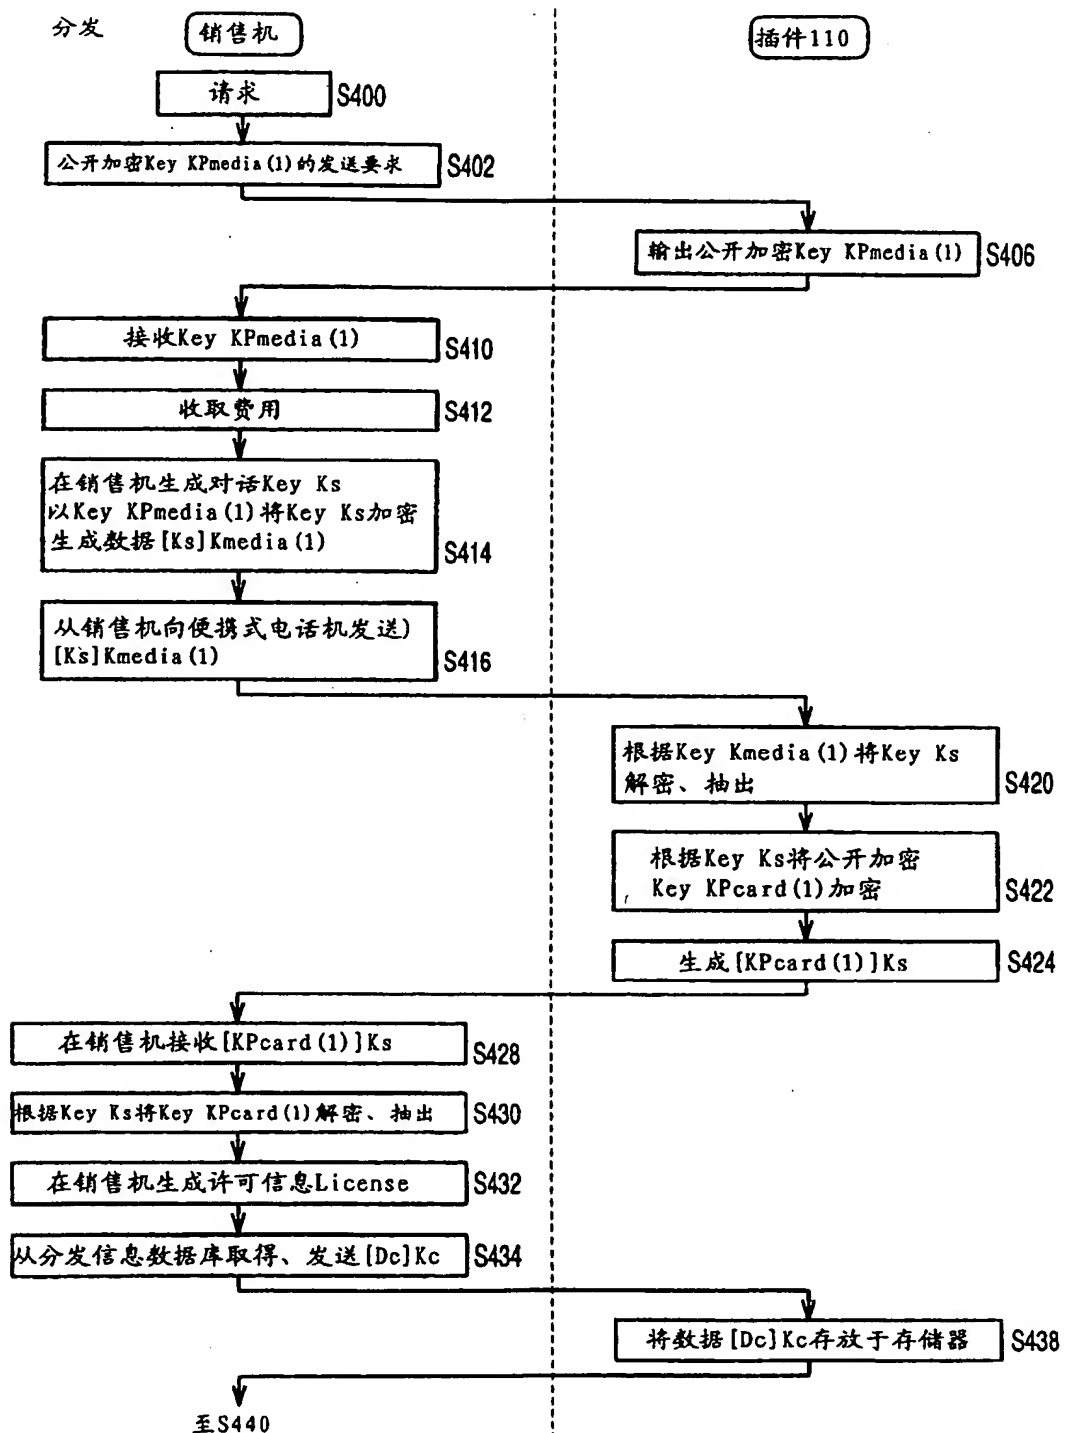 分发
销售机
插件110
请求
S400
公开加密Key KPmedia(1)的发送要求
S402
输出公开加密Key KPmedia(1)
S406
接收Key KPmedia(1)
S410
收取费用
S412
在销售机生成对话Key Ks
以Key KPmedia(1)将Key Ks加密
生成数据[Ks]Kmedia(1)
S414
从销售机向便携式电话机发送)
[Ks]Kmedia(1)
S416
根据Key Kmedia(1)将Key Ks
解密、抽出
S420
根据Key Ks将公开加密
Key KPcard(1)加密
S422
生成[KPcard(1)]Ks
S424
在销售机接收[KPcard(1)]Ks
S428
根据Key Ks将Key KPcard(1)解密、抽出
S430
在销售机生成许可信息License
S432
从分发信息数据库取得、发送[Dc]Kc
S434
将数据[Dc]Kc存放于存储器
S438
至S440